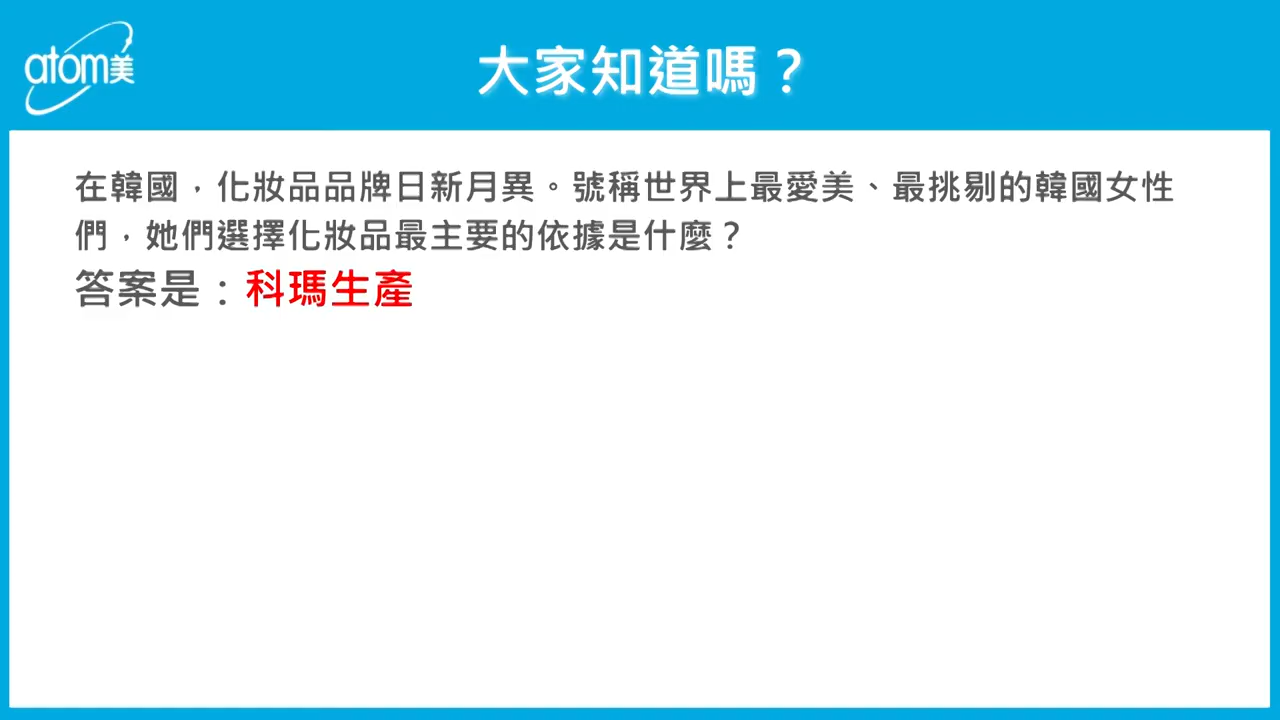 atom美
大家知道嗎？
在韓國，化妝品品牌日新月異。號稱世界上最愛美、最挑剔的韓國女性
們，她們選擇化妝品最主要的依據是什麼？
答案是：科瑪生產